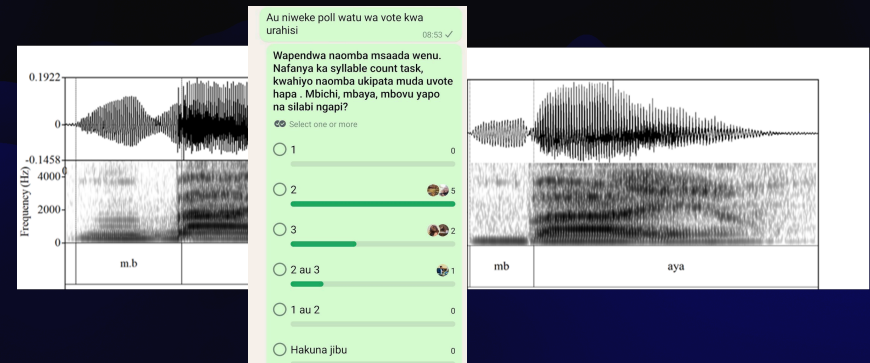 Au niweke poll watu wa vote kwa
urahisi
08:53
Wapendwa naomba msaada wenu.
Nafanya ka syllable count task,
kwahiyo naomba ukipata muda uvote
hapa . Mbichi, mbaya, mbovu yapo
na silabi ngapi?
Select one or more
1 0
2 5
3 2
2 au 3 1
1 au 2 0
Hakuna jibu 0
0.1922
0
-0.1458
0
4000
2000
0
Frequency (Hz)
m.b
mb aya